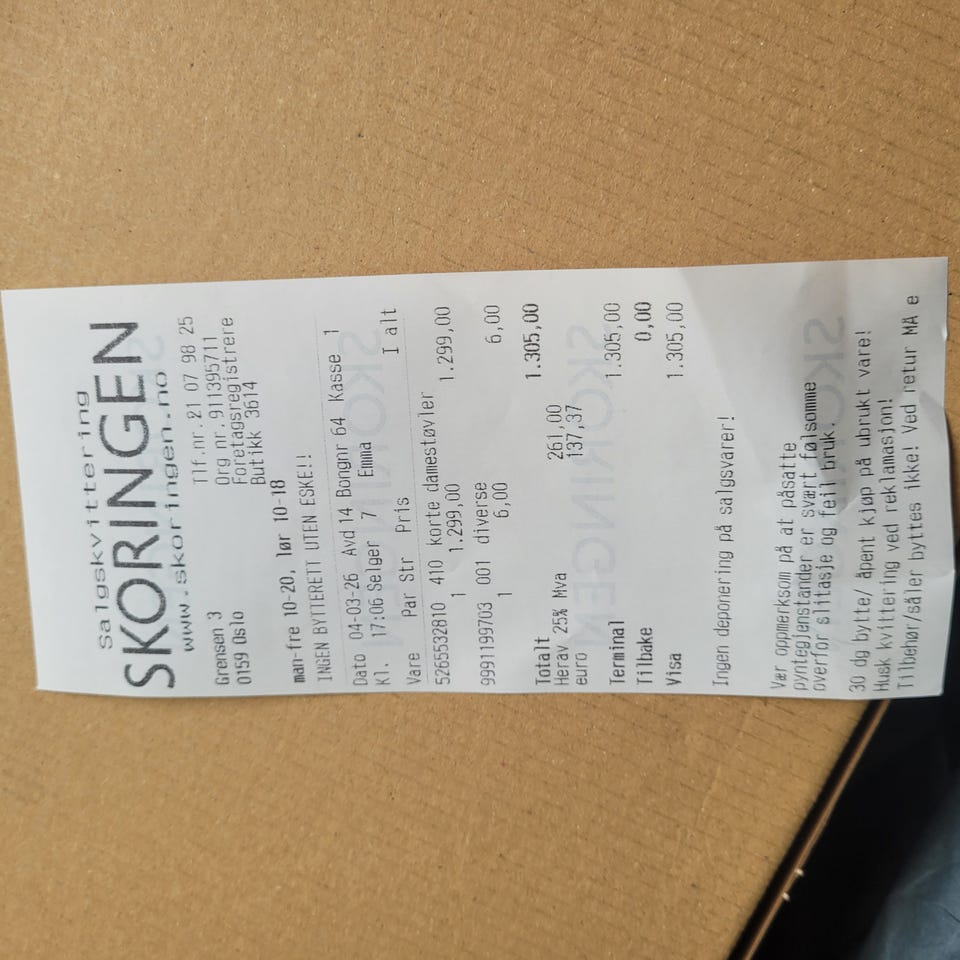 Salgskvittering
SKORINGEN
www.skoringen.no
Tlf.nr. 21 07 98 25
Grensen 3 Org nr. 911395711
0159 Oslo Foretagsregistrere
Butikk 3614
man-fre 10-20, lør 10-18
INGEN BYTTERETT UTEN ESKE!!
Dato 04-03-26 Avd 14 Bongnr 64 Kasse 1
Kl. 17:06 Selger 7 Emma
Vare Par Str Pris I alt
5265532810 410 korte damestøvler
1 1.299,00 1.299,00
9991199703 001 diverse
1 6,00 6,00
Totalt 1.305,00
Herav 25% Mva 261,00
euro 137,37
Terminal 1.305,00
Tilbake 0,00
Visa 1.305,00
Ingen deponering på salgsvarer!
Vær oppmerksom på at påsatte
pyntegjenstander er svært følsomme
overfor slitasje og feil bruk.
30 dg bytte/ åpent kjøp på ubrukt vare!
Husk kvittering ved reklamasjon!
Tilbehør/såler byttes ikke! Ved retur MÅ e